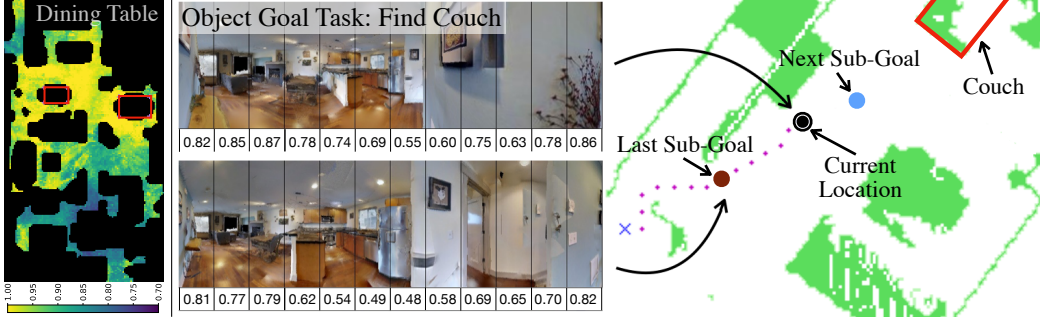 Dining Table
1.00
0.95
0.90
0.85
0.80
0.75
0.70
Object Goal Task: Find Couch
0.82 0.85 0.87 0.78 0.74 0.69 0.55 0.60 0.75 0.63 0.78 0.86
0.81 0.77 0.79 0.62 0.54 0.49 0.48 0.58 0.69 0.65 0.70 0.82
Next Sub-Goal
Couch
Last Sub-Goal
Current
Location